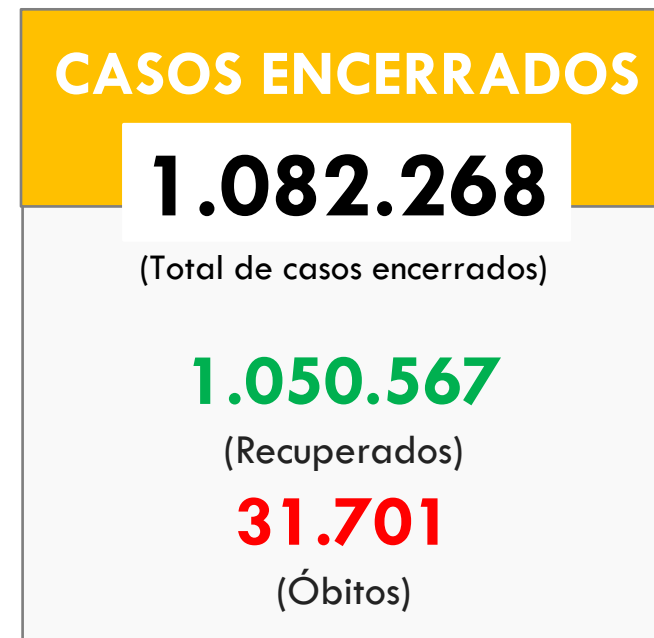 CASOS ENCERRADOS
1.082.268
(Total de casos encerrados)
1.050.567
(Recuperados)
31.701
(Óbitos)